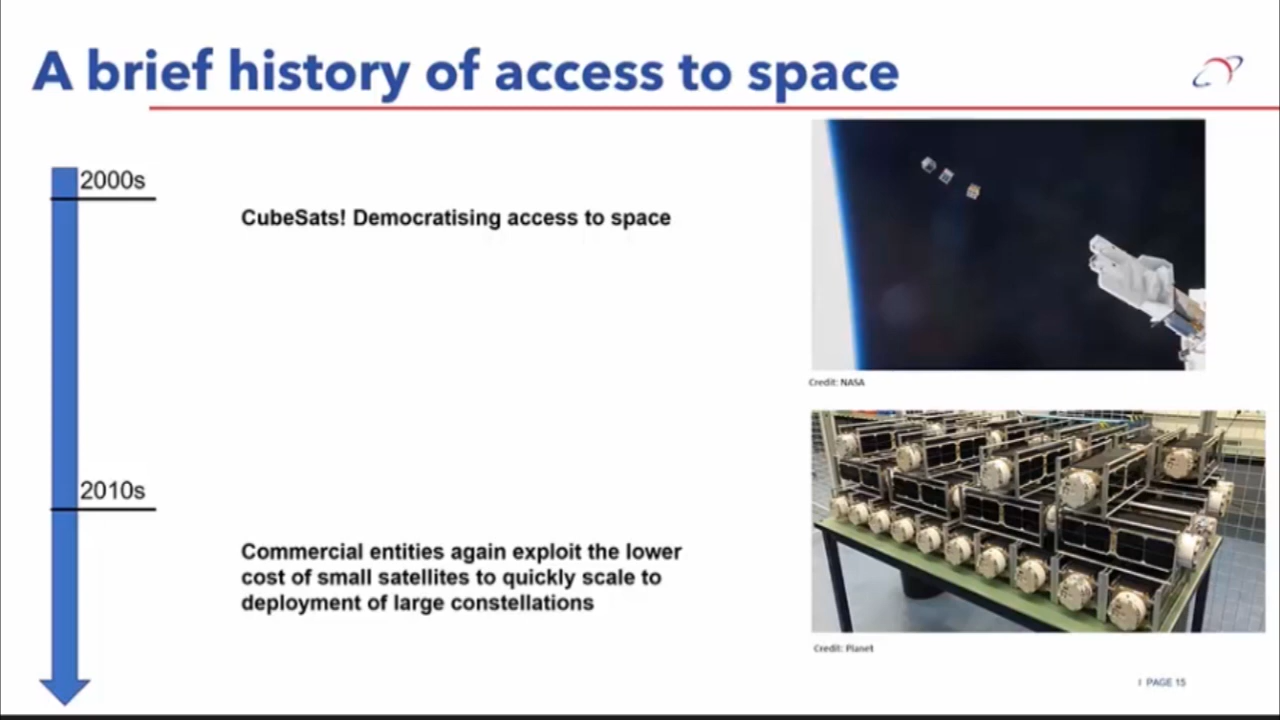 A brief history of access to space
2000s
CubeSats! Democratising access to space
Credit: NASA
2010s
Commercial entities again exploit the lower
cost of small satellites to quickly scale to
deployment of large constellations
Credit: Planet
I PAGE 15